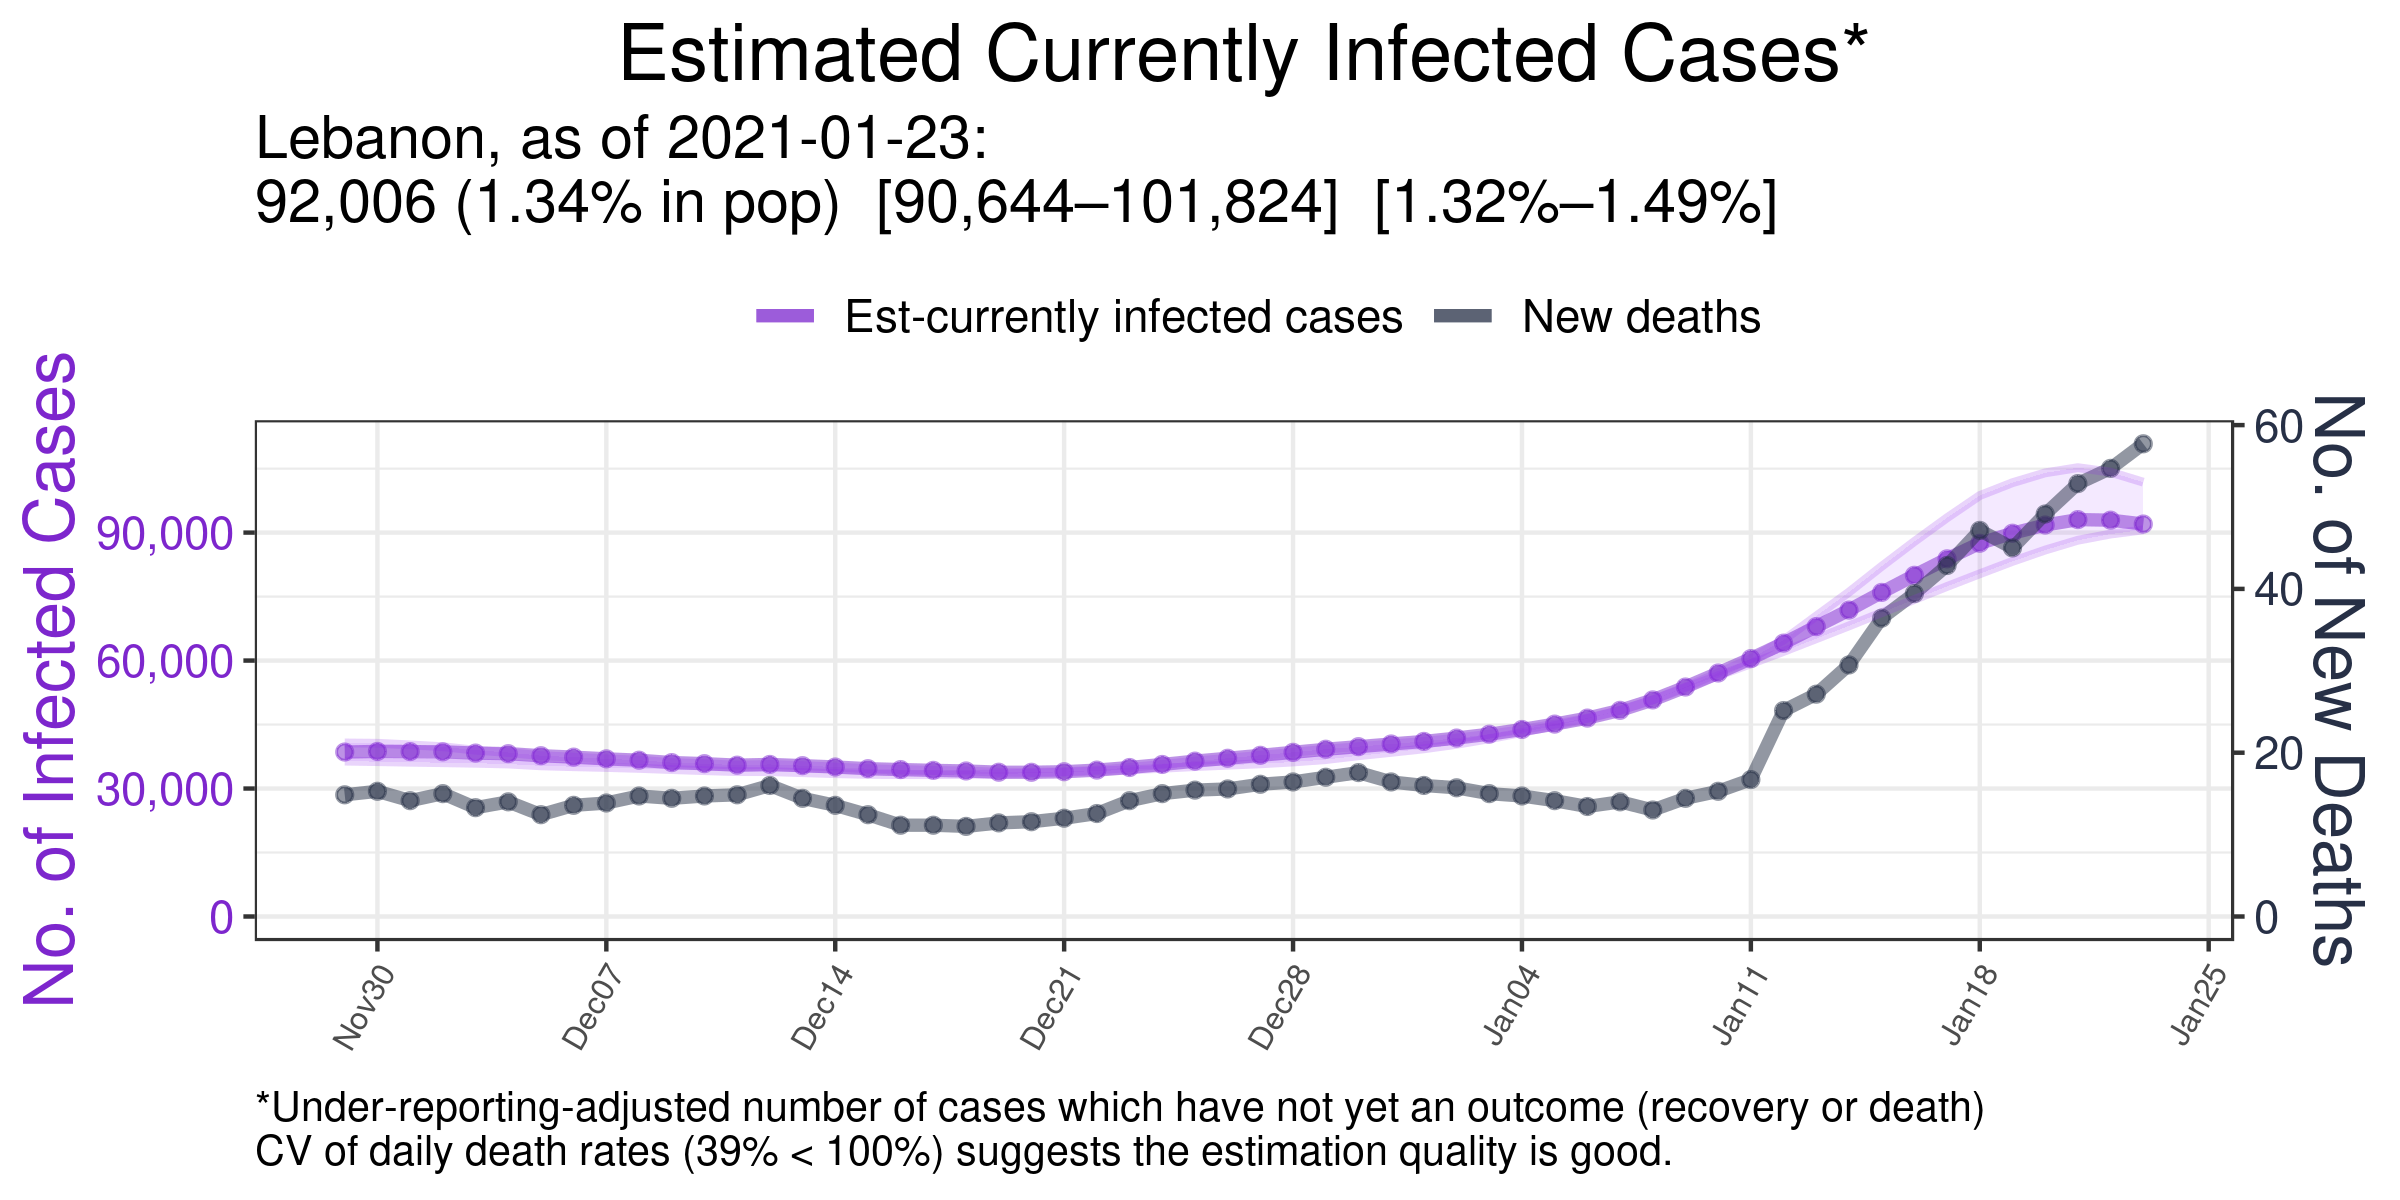 Estimated Currently Infected Cases*
Lebanon, as of 2021-01-23:
92,006 (1.34% in pop)  [90,644–101,824]  [1.32%–1.49%]
Est-currently infected cases
New deaths
No. of Infected Cases
90,000
60,000
30,000
0
60
40
20
0
No. of New Deaths
Nov30
Dec07
Dec14
Dec21
Dec28
Jan04
Jan11
Jan18
Jan25
*Under-reporting-adjusted number of cases which have not yet an outcome (recovery or death)
CV of daily death rates (39% < 100%) suggests the estimation quality is good.